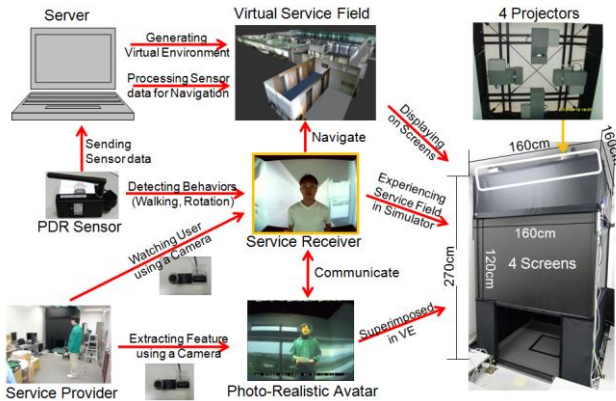 Server
Generating
Virtual Environment
Processing Sensor
data for Navigation
Virtual Service Field
4 Projectors
Sending
Sensor data
Navigate
Displaying
on Screens
160cm
160cm
PDR Sensor
Detecting Behaviors
(Walking, Rotation)
Service Receiver
Experiencing
Service Field
in Simulator
270cm
160cm
120cm
4 Screens
Watching User
using a Camera
Communicate
Service Provider
Extracting Feature
using a Camera
Photo-Realistic Avatar
Superimposed
in VE